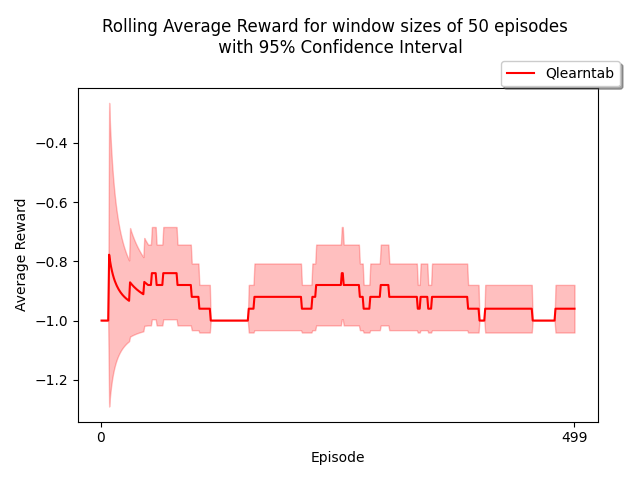 Rolling Average Reward for window sizes of 50 episodes
with 95% Confidence Interval
Qlearntab
−0.4
−0.6
−0.8
−1.0
−1.2
Average Reward
0
499
Episode